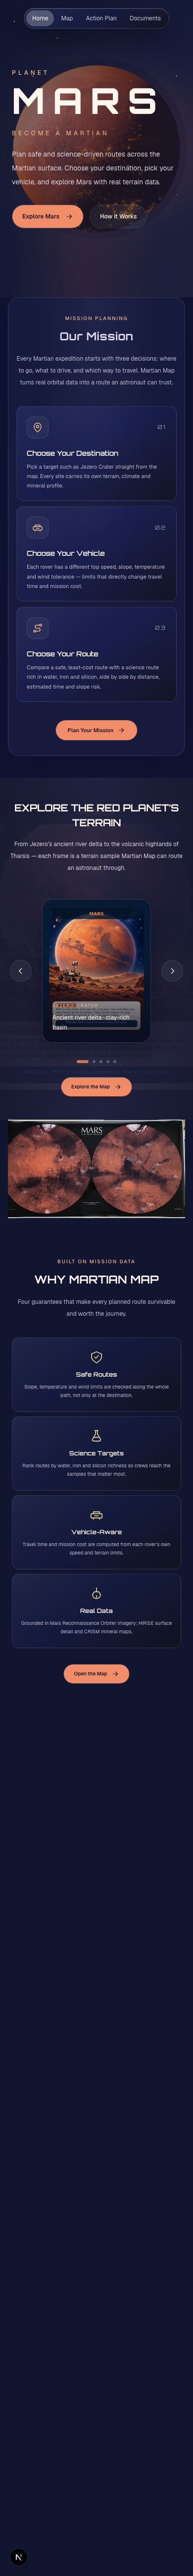 Home Map Action Plan Documents
PLANET
MARS
BECOME A MARTIAN
Plan safe and science-driven routes across the
Martian surface. Choose your destination, pick your
vehicle, and explore Mars with real terrain data.
Explore Mars → How It Works
MISSION PLANNING
Our Mission
Every Martian expedition starts with three decisions: where
to go, what to drive, and which way to travel. Martian Map
turns real orbital data into a route an astronaut can trust.
01
Choose Your Destination
Pick a target such as Jezero Crater straight from the
map. Every site carries its own terrain, climate and
mineral profile.
02
Choose Your Vehicle
Each rover has a different top speed, slope, temperature
and wind tolerance — limits that directly change travel
time and mission cost.
03
Choose Your Route
Compare a safe, least-cost route with a science route
rich in water, iron and silicon, side by side by distance,
estimated time and slope risk.
Plan Your Mission →
EXPLORE THE RED PLANET'S
TERRAIN
From Jezero's ancient river delta to the volcanic highlands of
Tharsis — each frame is a terrain sample Martian Map can route
an astronaut through.
MARS
Ancient river delta · clay-rich
basin
Explore the Map →
MARS
BUILT ON MISSION DATA
WHY MARTIAN MAP
Four guarantees that make every planned route survivable
and worth the journey.
Safe Routes
Slope, temperature and wind limits are checked along the whole
path, not only at the destination.
Science Targets
Rank routes by water, iron and silicon richness so crews reach the
samples that matter most.
Vehicle-Aware
Travel time and mission cost are computed from each rover's own
speed and terrain limits.
Real Data
Grounded in Mars Reconnaissance Orbiter imagery: HiRISE surface
detail and CRISM mineral maps.
Open the Map →
N